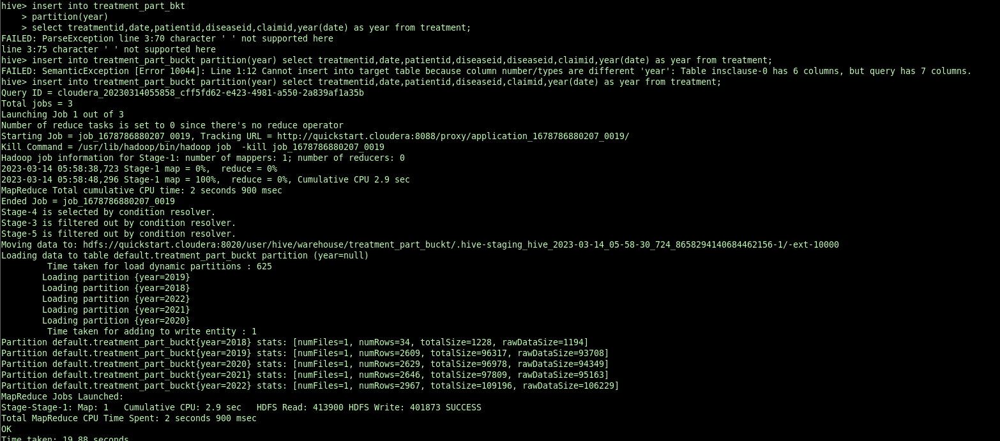 hive> insert into treatment_part_bkt
    > partition(year)
    > select treatmentid,date,patientid,diseaseid,claimid,year(date) as year from treatment;
FAILED: ParseException line 3:70 character ' ' not supported here
line 3:75 character ' ' not supported here
hive> insert into treatment_part_buckt partition(year) select treatmentid,date,patientid,diseaseid,diseaseid,claimid,year(date) as year from treatment;
FAILED: SemanticException [Error 10044]: Line 1:12 Cannot insert into target table because column number/types are different 'year': Table insclause-0 has 6 columns, but query has 7 columns.
hive> insert into treatment_part_buckt partition(year) select treatmentid,date,patientid,diseaseid,claimid,year(date) as year from treatment;
Query ID = cloudera_20230314055858_cff5fd62-e423-4981-a550-2a839af1a35b
Total jobs = 3
Launching Job 1 out of 3
Number of reduce tasks is set to 0 since there's no reduce operator
Starting Job = job_1678786880207_0019, Tracking URL = http://quickstart.cloudera:8088/proxy/application_1678786880207_0019/
Kill Command = /usr/lib/hadoop/bin/hadoop job  -kill job_1678786880207_0019
Hadoop job information for Stage-1: number of mappers: 1; number of reducers: 0
2023-03-14 05:58:38,723 Stage-1 map = 0%,  reduce = 0%
2023-03-14 05:58:48,296 Stage-1 map = 100%,  reduce = 0%, Cumulative CPU 2.9 sec
MapReduce Total cumulative CPU time: 2 seconds 900 msec
Ended Job = job_1678786880207_0019
Stage-4 is selected by condition resolver.
Stage-3 is filtered out by condition resolver.
Stage-5 is filtered out by condition resolver.
Moving data to: hdfs://quickstart.cloudera:8020/user/hive/warehouse/treatment_part_buckt/.hive-staging_hive_2023-03-14_05-58-30_724_8658294140684462156-1/-ext-10000
Loading data to table default.treatment_part_buckt partition (year=null)
         Time taken for load dynamic partitions : 625
        Loading partition {year=2019}
        Loading partition {year=2018}
        Loading partition {year=2022}
        Loading partition {year=2021}
        Loading partition {year=2020}
         Time taken for adding to write entity : 1
Partition default.treatment_part_buckt{year=2018} stats: [numFiles=1, numRows=34, totalSize=1228, rawDataSize=1194]
Partition default.treatment_part_buckt{year=2019} stats: [numFiles=1, numRows=2609, totalSize=96317, rawDataSize=93708]
Partition default.treatment_part_buckt{year=2020} stats: [numFiles=1, numRows=2629, totalSize=96978, rawDataSize=94349]
Partition default.treatment_part_buckt{year=2021} stats: [numFiles=1, numRows=2646, totalSize=97809, rawDataSize=95163]
Partition default.treatment_part_buckt{year=2022} stats: [numFiles=1, numRows=2967, totalSize=109196, rawDataSize=106229]
MapReduce Jobs Launched:
Stage-Stage-1: Map: 1   Cumulative CPU: 2.9 sec   HDFS Read: 413900 HDFS Write: 401873 SUCCESS
Total MapReduce CPU Time Spent: 2 seconds 900 msec
OK
Time taken: 19.88 seconds